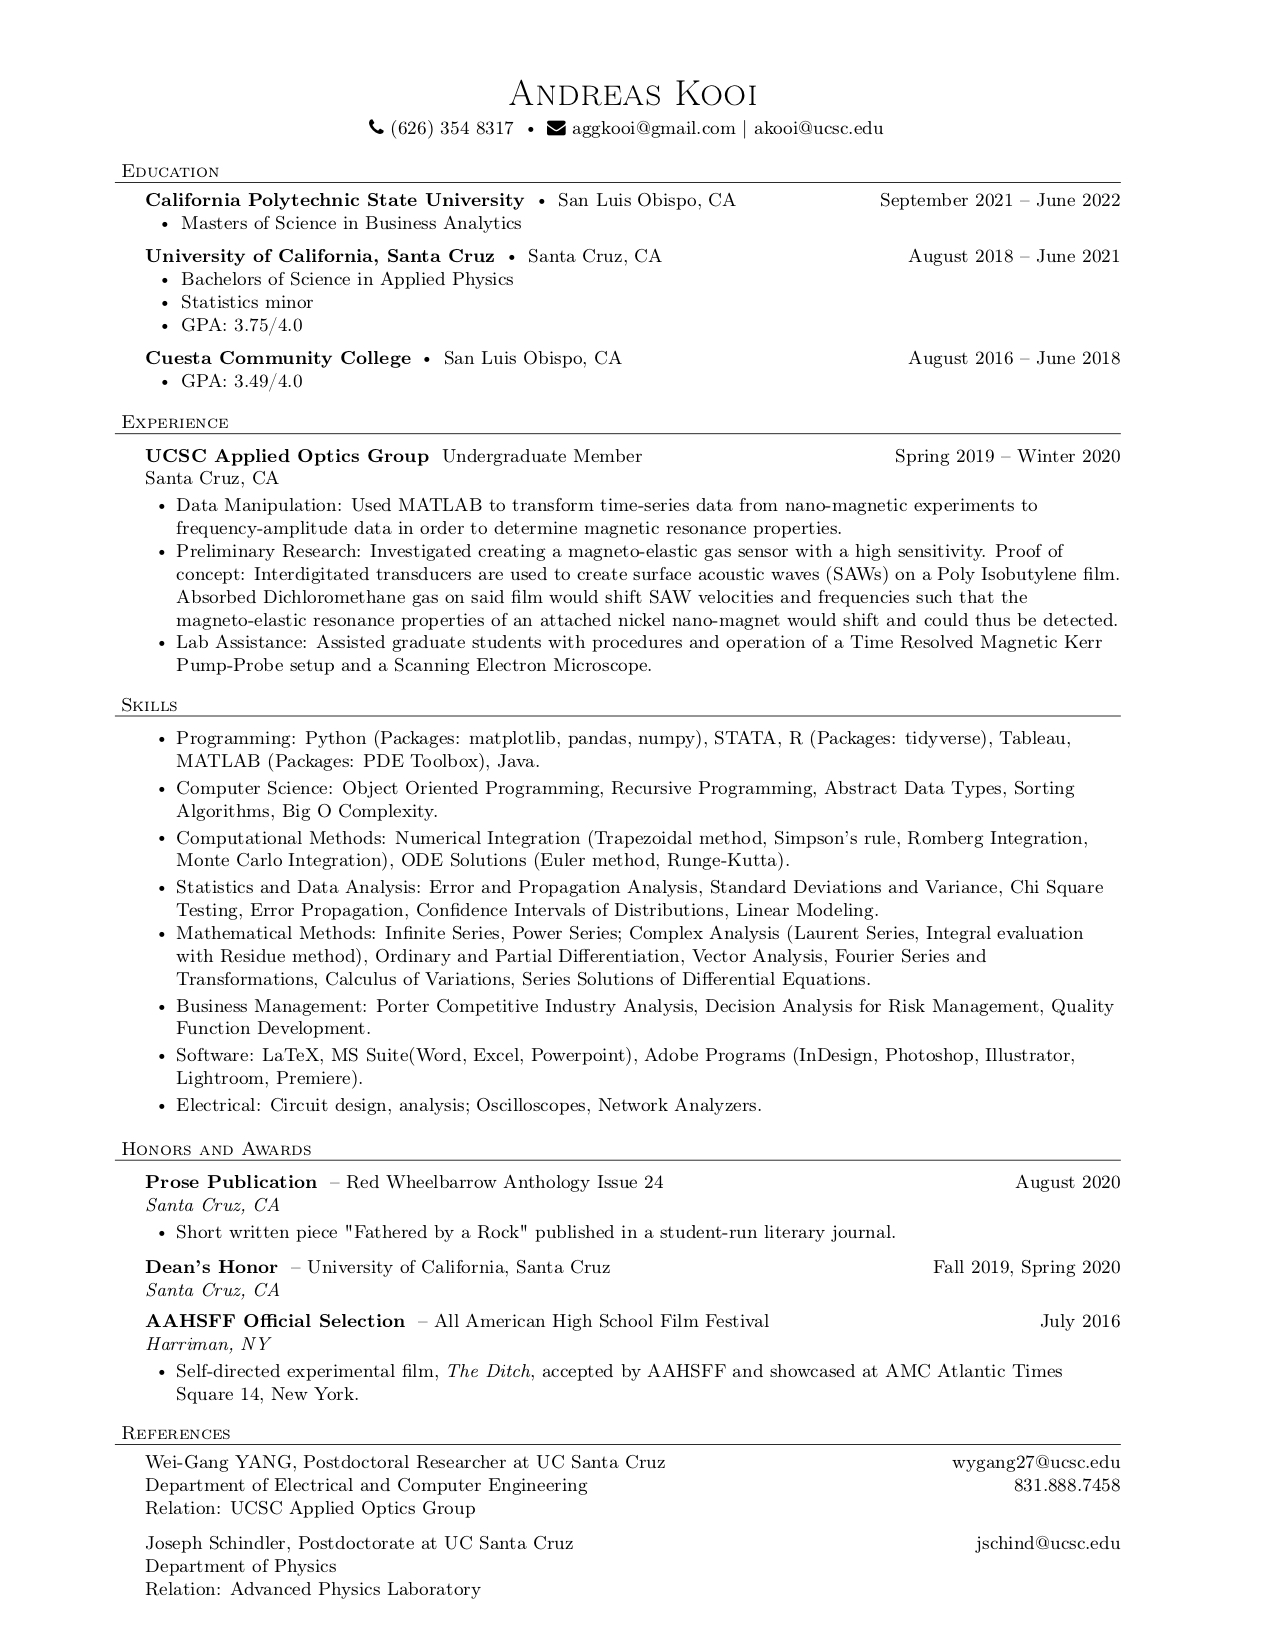 Andreas Kooi
(626) 354 8317 • aggkooi@gmail.com | akooi@ucsc.edu
Education
California Polytechnic State University • San Luis Obispo, CA September 2021 – June 2022
• Masters of Science in Business Analytics
University of California, Santa Cruz • Santa Cruz, CA August 2018 – June 2021
• Bachelors of Science in Applied Physics
• Statistics minor
• GPA: 3.75/4.0
Cuesta Community College • San Luis Obispo, CA August 2016 – June 2018
• GPA: 3.49/4.0
Experience
UCSC Applied Optics Group Undergraduate Member Spring 2019 – Winter 2020
Santa Cruz, CA
• Data Manipulation: Used MATLAB to transform time-series data from nano-magnetic experiments to
frequency-amplitude data in order to determine magnetic resonance properties.
• Preliminary Research: Investigated creating a magneto-elastic gas sensor with a high sensitivity. Proof of
concept: Interdigitated transducers are used to create surface acoustic waves (SAWs) on a Poly Isobutylene film.
Absorbed Dichloromethane gas on said film would shift SAW velocities and frequencies such that the
magneto-elastic resonance properties of an attached nickel nano-magnet would shift and could thus be detected.
• Lab Assistance: Assisted graduate students with procedures and operation of a Time Resolved Magnetic Kerr
Pump-Probe setup and a Scanning Electron Microscope.
Skills
• Programming: Python (Packages: matplotlib, pandas, numpy), STATA, R (Packages: tidyverse), Tableau,
MATLAB (Packages: PDE Toolbox), Java.
• Computer Science: Object Oriented Programming, Recursive Programming, Abstract Data Types, Sorting
Algorithms, Big O Complexity.
• Computational Methods: Numerical Integration (Trapezoidal method, Simpson's rule, Romberg Integration,
Monte Carlo Integration), ODE Solutions (Euler method, Runge-Kutta).
• Statistics and Data Analysis: Error and Propagation Analysis, Standard Deviations and Variance, Chi Square
Testing, Error Propagation, Confidence Intervals of Distributions, Linear Modeling.
• Mathematical Methods: Infinite Series, Power Series; Complex Analysis (Laurent Series, Integral evaluation
with Residue method), Ordinary and Partial Differentiation, Vector Analysis, Fourier Series and
Transformations, Calculus of Variations, Series Solutions of Differential Equations.
• Business Management: Porter Competitive Industry Analysis, Decision Analysis for Risk Management, Quality
Function Development.
• Software: LaTeX, MS Suite(Word, Excel, Powerpoint), Adobe Programs (InDesign, Photoshop, Illustrator,
Lightroom, Premiere).
• Electrical: Circuit design, analysis; Oscilloscopes, Network Analyzers.
Honors and Awards
Prose Publication – Red Wheelbarrow Anthology Issue 24 August 2020
Santa Cruz, CA
• Short written piece "Fathered by a Rock" published in a student-run literary journal.
Dean's Honor – University of California, Santa Cruz Fall 2019, Spring 2020
Santa Cruz, CA
AAHSFF Official Selection – All American High School Film Festival July 2016
Harriman, NY
• Self-directed experimental film, The Ditch, accepted by AAHSFF and showcased at AMC Atlantic Times
Square 14, New York.
References
Wei-Gang YANG, Postdoctoral Researcher at UC Santa Cruz wygang27@ucsc.edu
Department of Electrical and Computer Engineering 831.888.7458
Relation: UCSC Applied Optics Group
Joseph Schindler, Postdoctorate at UC Santa Cruz jschind@ucsc.edu
Department of Physics
Relation: Advanced Physics Laboratory